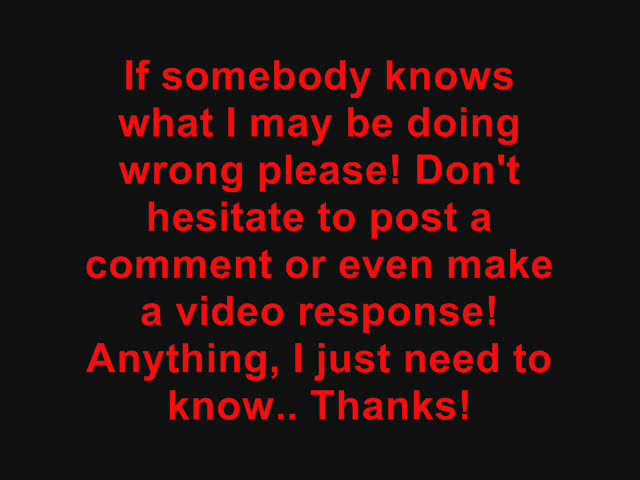 If somebody knows
what I may be doing
wrong please! Don't
hesitate to post a
comment or even make
a video response!
Anything, I just need to
know.. Thanks!